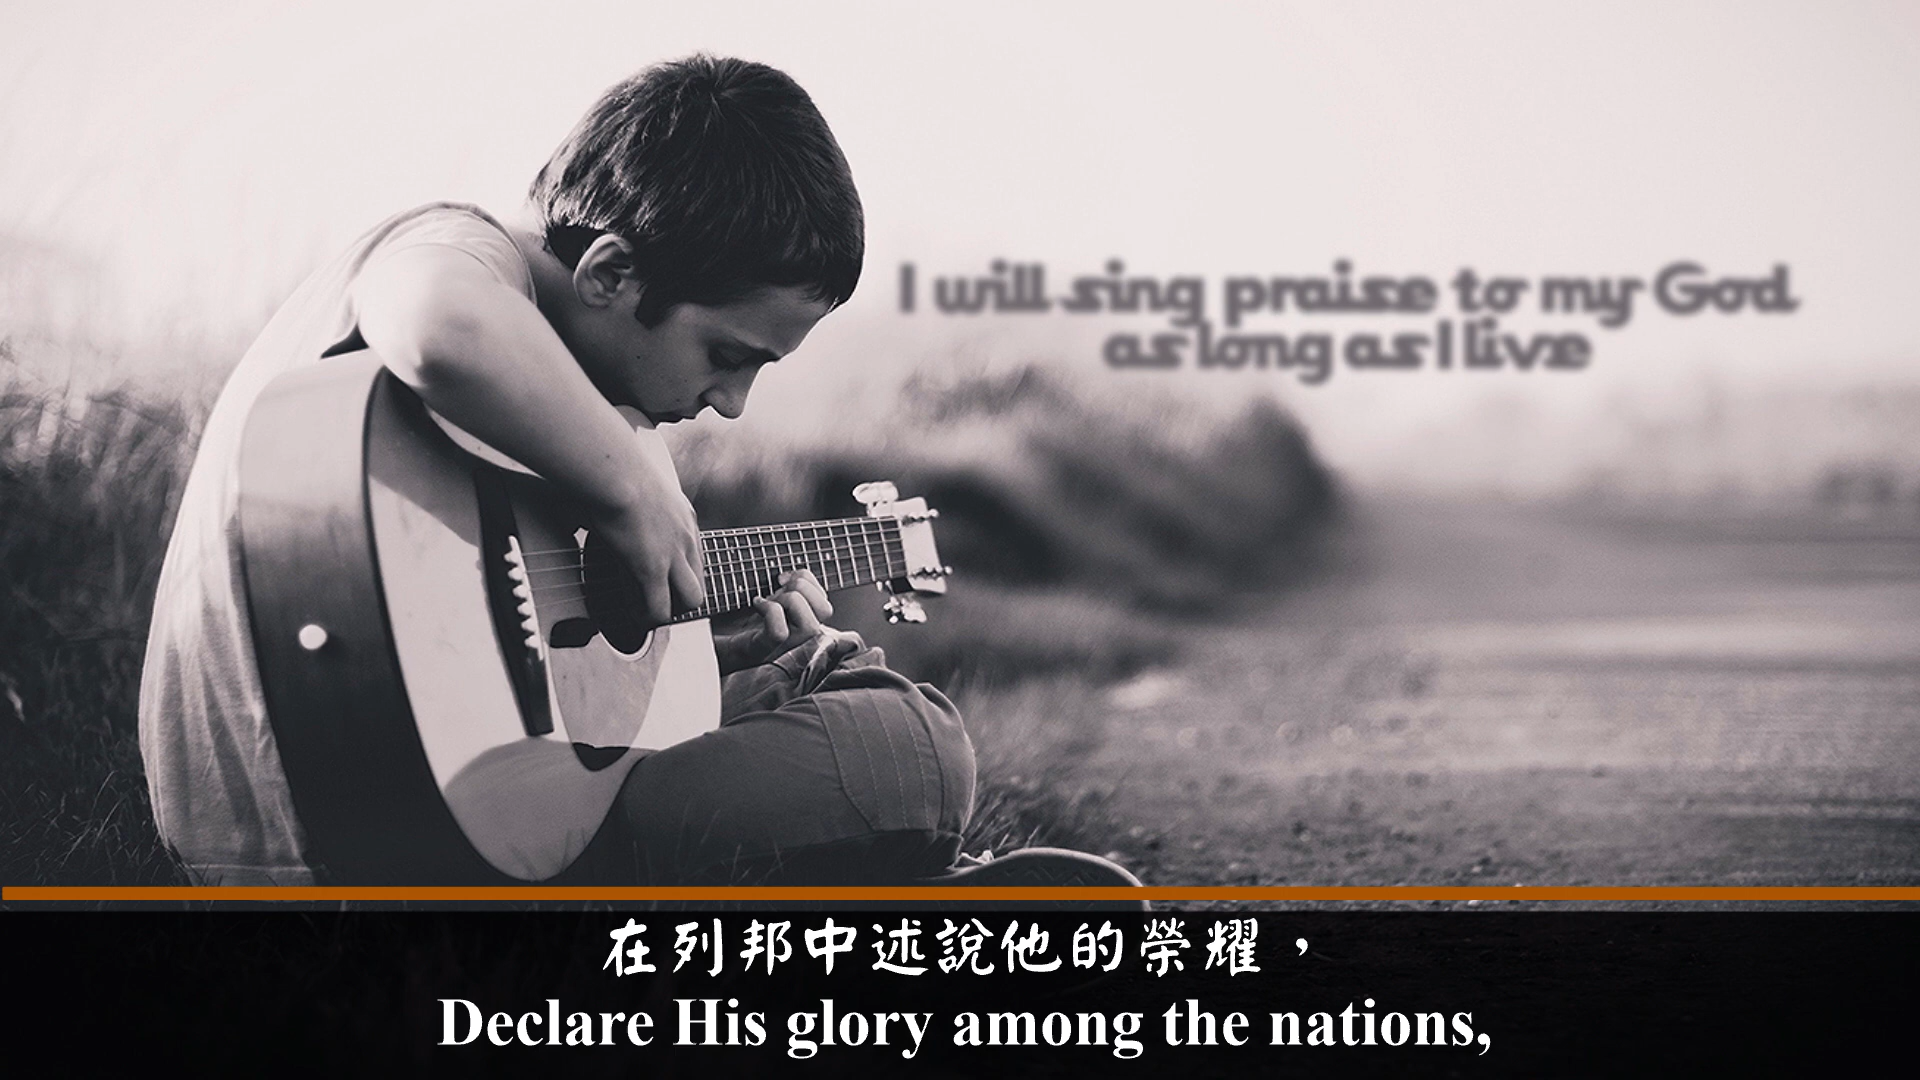 I will sing praise to my God
as long as I live
在列邦中述說他的榮耀，
Declare His glory among the nations,